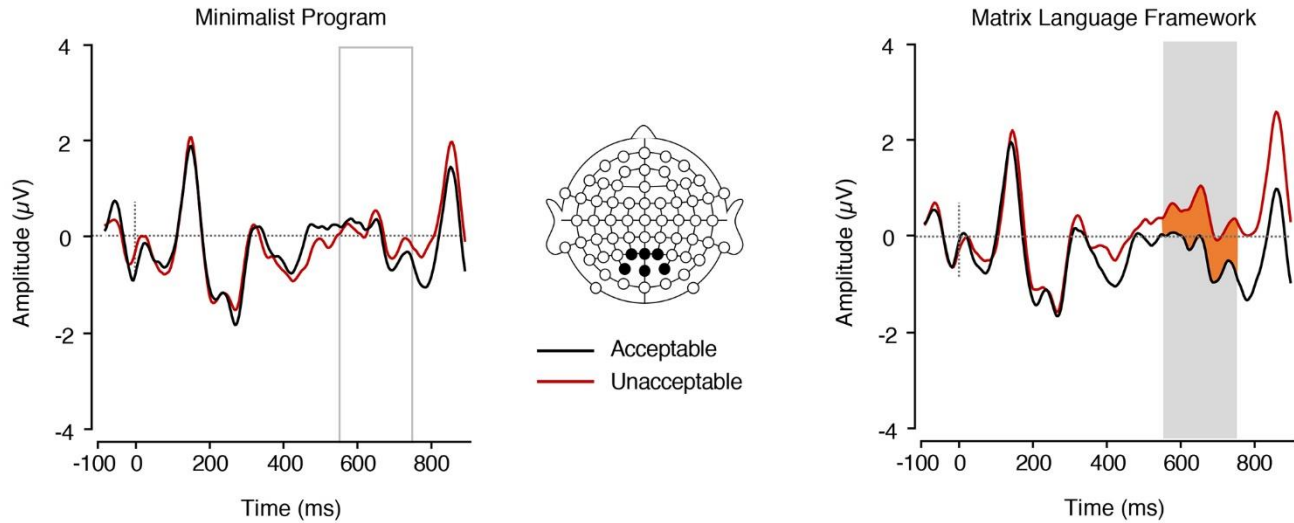 Minimalist Program
Amplitude (µV)
4
2
0
-2
-4
-100 0 200 400 600 800
Time (ms)
Acceptable
Unacceptable
Matrix Language Framework
Amplitude (µV)
4
2
0
-2
-4
-100 0 200 400 600 800
Time (ms)